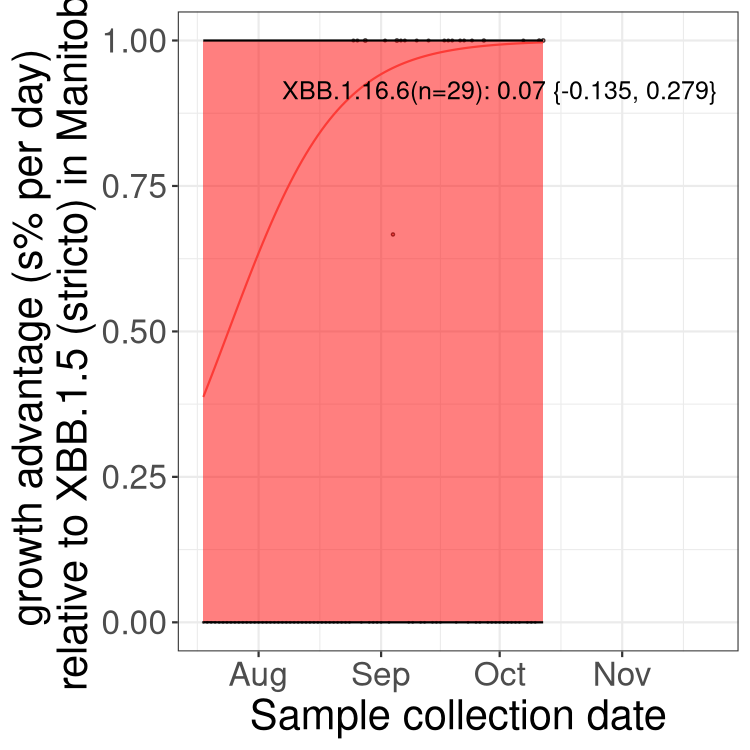 growth advantage (s% per day)
relative to XBB.1.5 (stricto) in Manitob
1.00
0.75
0.50
0.25
0.00
XBB.1.16.6(n=29): 0.07 {-0.135, 0.279}
Aug Sep Oct Nov
Sample collection date